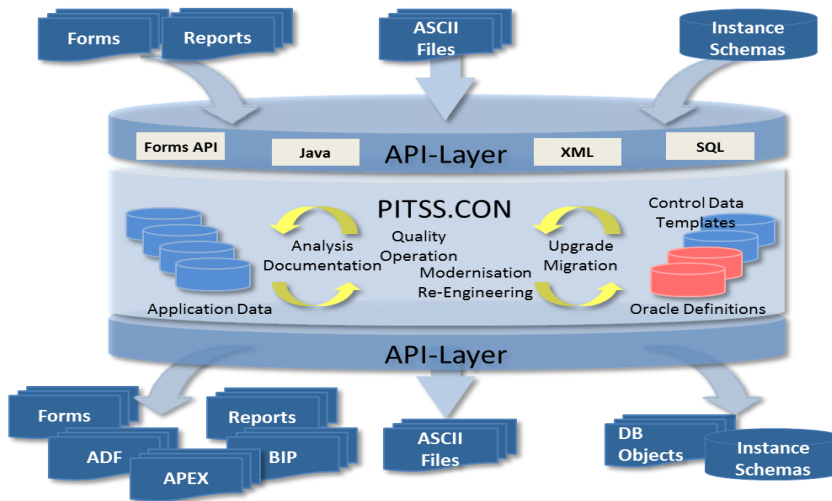 Forms
Reports
ASCII
Files
Instance
Schemas
Forms API
Java
API-Layer
XML
SQL
PITSS.CON
Control Data
Templates
Analysis
Documentation
Quality
Operation
Modernisation
Re-Engineering
Upgrade
Migration
Application Data
Oracle Definitions
API-Layer
Forms
Reports
ADF
BIP
APEX
ASCII
Files
DB
Objects
Instance
Schemas